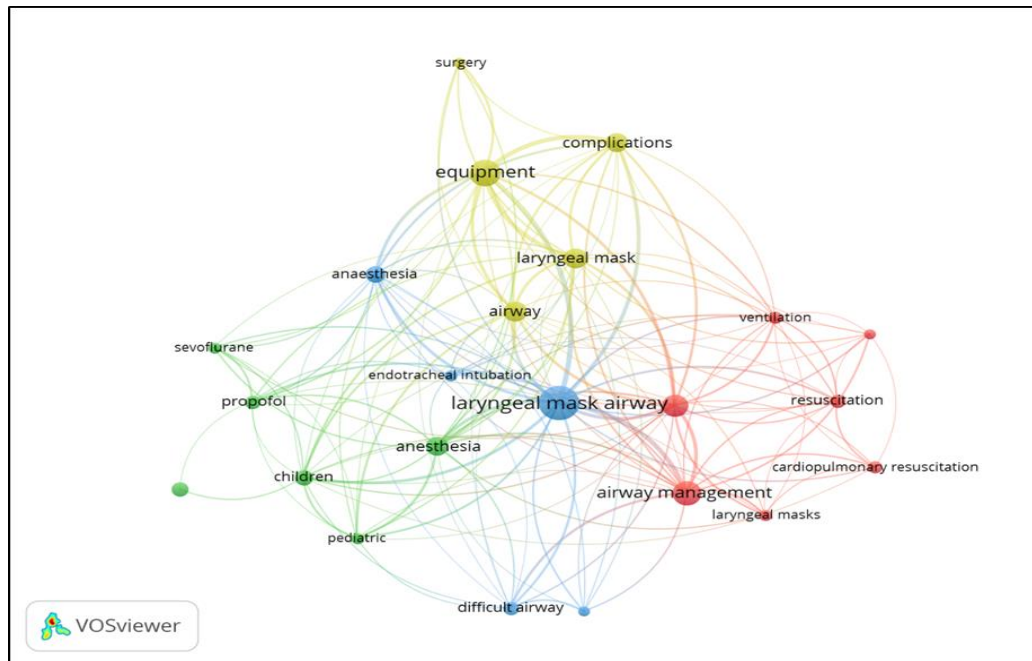 surgery
complications
equipment
laryngeal mask
anaesthesia
airway
ventilation
sevoflurane
endotracheal intubation
propofol
laryngeal mask airway
resuscitation
anesthesia
cardiopulmonary resuscitation
children
airway management
laryngeal masks
pediatric
difficult airway
VOSviewer